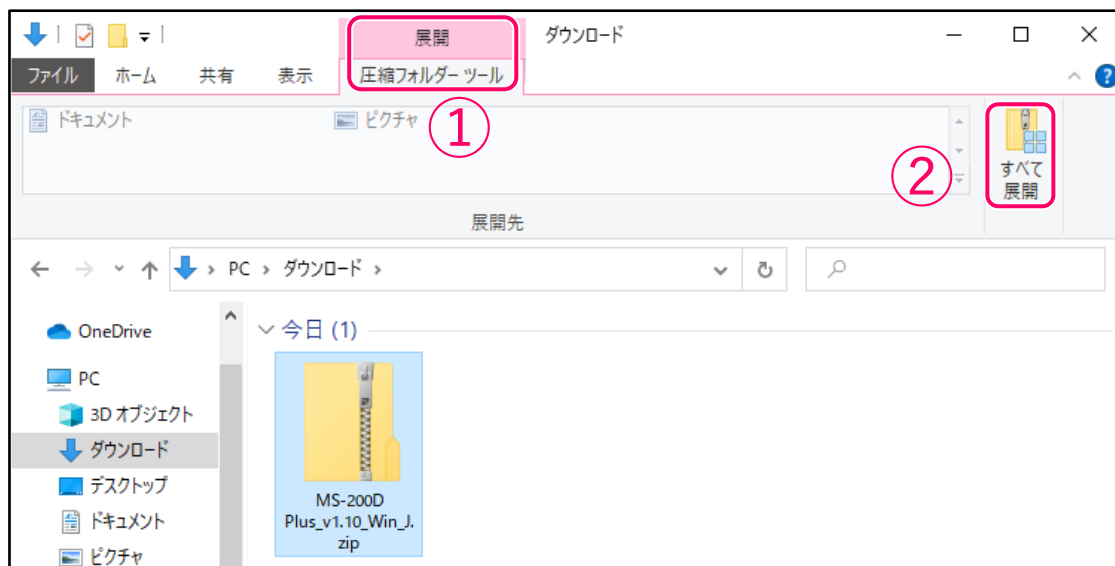 展開
ダウンロード
ファイル
ホーム
共有
表示
圧縮フォルダー ツール
?
ドキュメント
ピクチャ
①
②
すべて
展開
展開先
PC
ダウンロード
OneDrive
今日 (1)
PC
3D オブジェクト
ダウンロード
デスクトップ
ドキュメント
ピクチャ
MS-200D
Plus_v1.10_Win_J.
zip